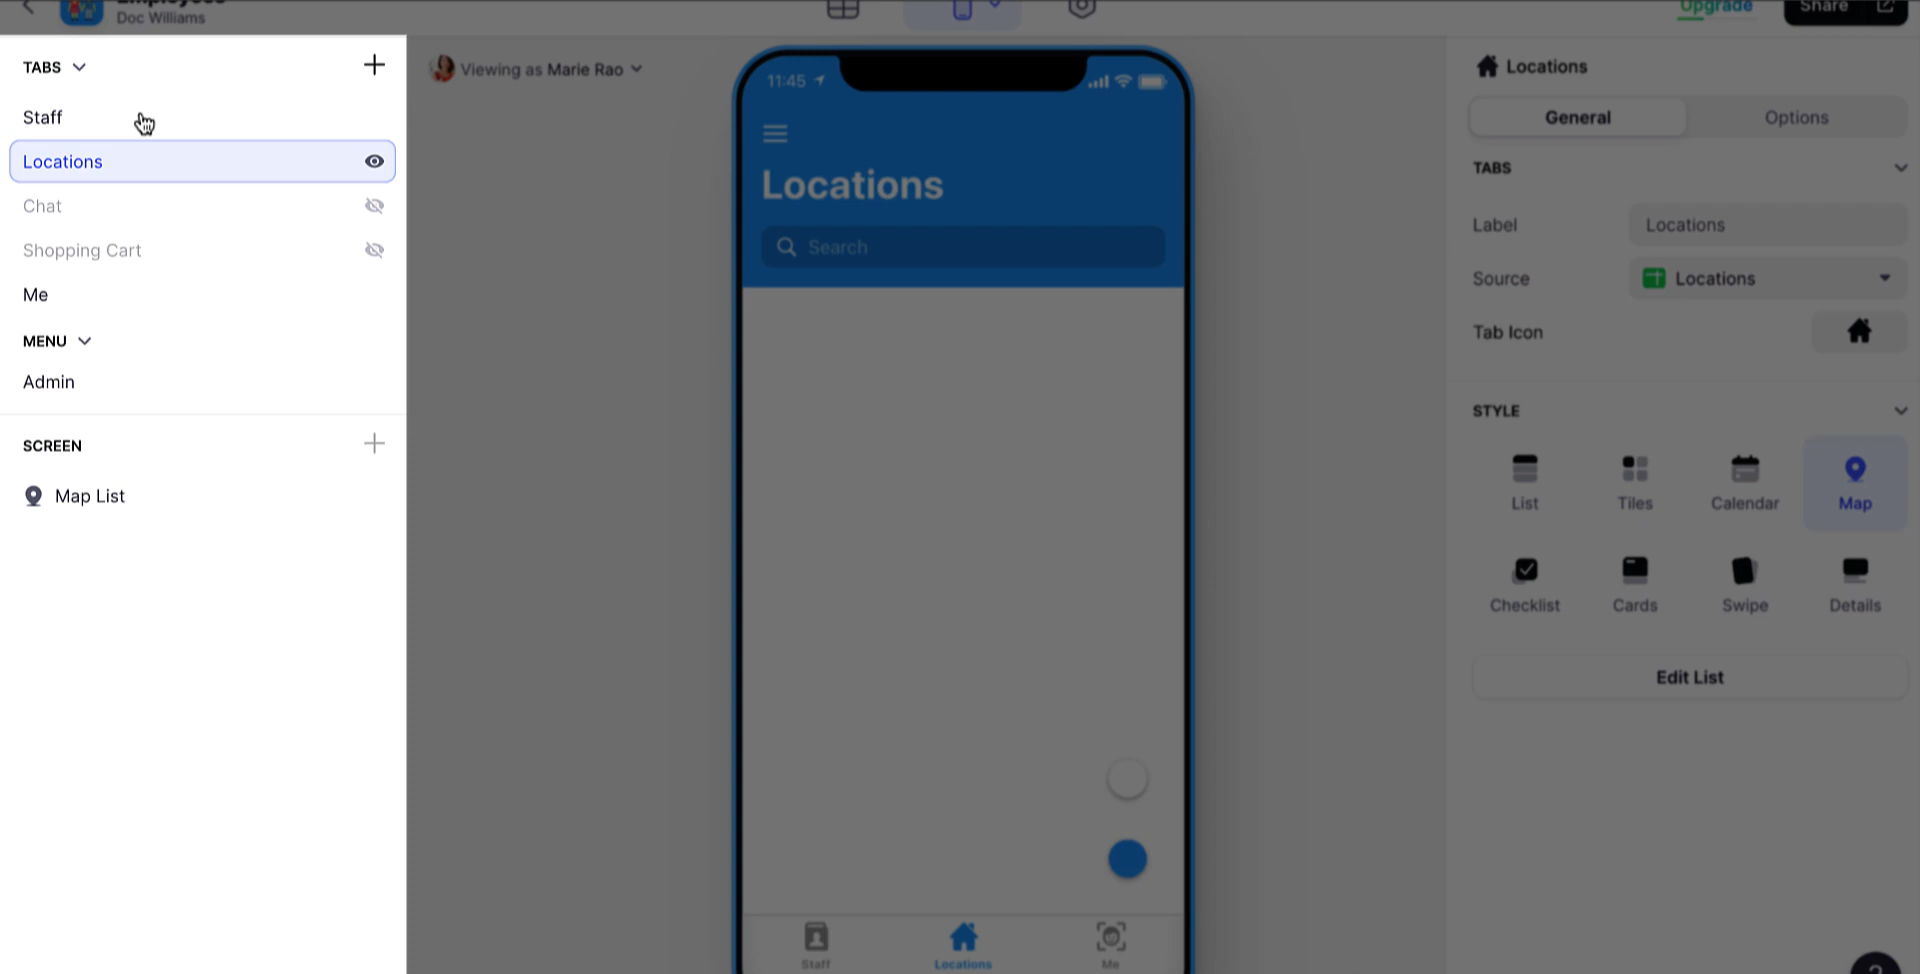 Doc Williams
Upgrade
Share
TABS
Staff
Locations
Chat
Shopping Cart
Me
MENU
Admin
SCREEN
Map List
Viewing as Marie Rao
11:45
Locations
Search
Staff
Locations
Me
Locations
General
Options
TABS
Label
Locations
Source
Locations
Tab Icon
STYLE
List
Tiles
Calendar
Map
Checklist
Cards
Swipe
Details
Edit List